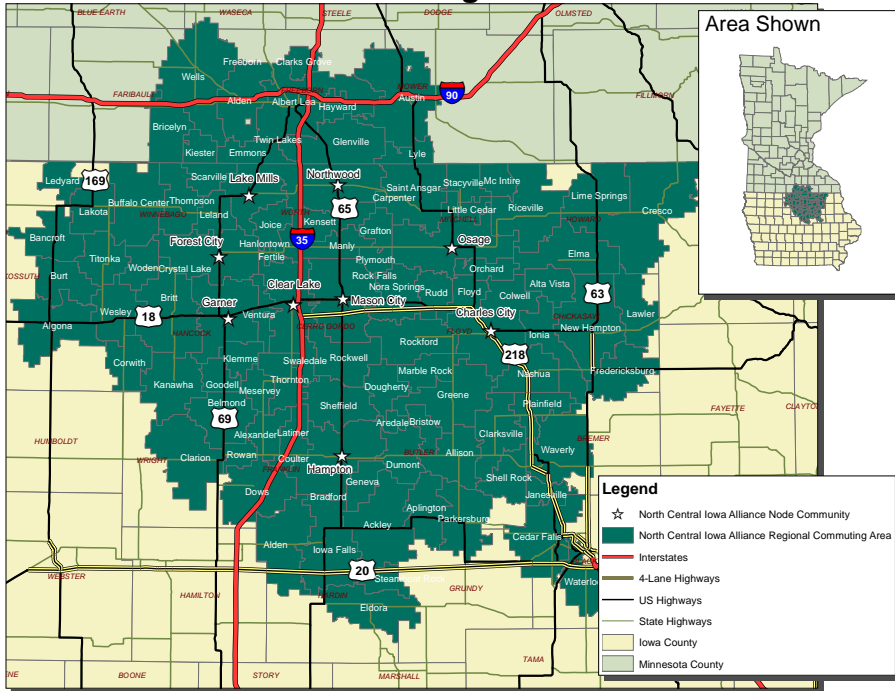 BLUE EARTH
WASECA
STEELE
DODGE
OLMSTED
Area Shown
Freeborn
Clarks Grove
Wells
FARIBAULT
Alden
Albert Lea
Hayward
Austin
MOWER
90
FILLMORE
Bricelyn
Twin Lakes
Glenville
Kiester
Emmons
Lyle
Ledyard
169
Scarville
Lake Mills
Northwood
Stacyville
Mc Intire
Saint Ansgar
Carpenter
Lime Springs
Lakota
Buffalo Center
Thompson
WINNEBAGO
Leland
Joice
WORTH
Kensett
65
Little Cedar
MITCHELL
Riceville
HOWARD
Cresco
Bancroft
Forest City
Hanlontown
35
Grafton
Manly
Osage
Elma
KOSSUTH
Burt
Titonka
Woden
Crystal Lake
Fertile
Plymouth
Rock Falls
Orchard
Clear Lake
Nora Springs
Rudd
Floyd
Colwell
Alta Vista
63
Britt
Garner
Mason City
Wesley
18
Ventura
CERRO GORDO
Charles City
CHICKASAW
Lawler
Algona
HANCOCK
FLOYD
Ionia
New Hampton
Corwith
Klemme
Swaledale
Rockwell
Rockford
218
Marble Rock
Nashua
Fredericksburg
Kanawha
Goodell
Thornton
Meservey
Dougherty
Belmond
Greene
Plainfield
69
Sheffield
FAYETTE
CLAYTON
Alexander
Latimer
Aredale
Bristow
Clarksville
HUMBOLDT
WRIGHT
Clarion
Rowan
Coulter
FRANKLIN
Hampton
BUTLER
Allison
Waverly
BREMER
Dumont
Geneva
Shell Rock
Dows
Bradford
Janesville
Aplington
Parkersburg
Ackley
Cedar Falls
Alden
Iowa Falls
20
WEBSTER
Steamboat Rock
GRUNDY
Waterloo
HAMILTON
HARDIN
Eldora
TAMA
BOONE
STORY
MARSHALL
Legend
North Central Iowa Alliance Node Community
North Central Iowa Alliance Regional Commuting Area
Interstates
4-Lane Highways
US Highways
State Highways
Iowa County
Minnesota County